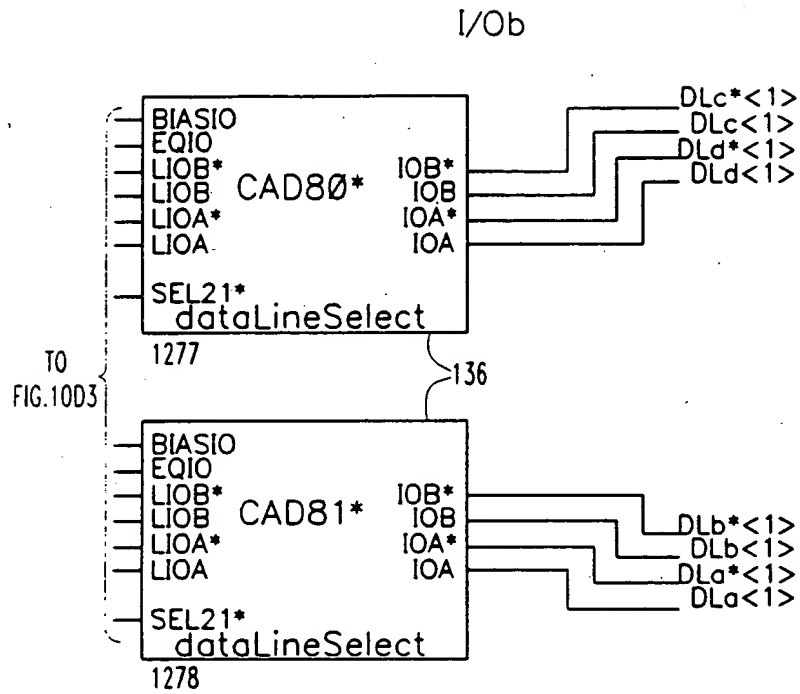 I/Ob
BIASIO
EQIO
LIOB*
LIOB
LIOA*
LIOA
SEL21*
CAD80*
IOB*
IOB
IOA*
IOA
dataLineSelect
1277
DLc*<1>
DLc<1>
DLd*<1>
DLd<1>
TO
FIG.10D3
136
BIASIO
EQIO
LIOB*
LIOB
LIOA*
LIOA
SEL21*
CAD81*
IOB*
IOB
IOA*
IOA
dataLineSelect
1278
DLb*<1>
DLb<1>
DLa*<1>
DLa<1>